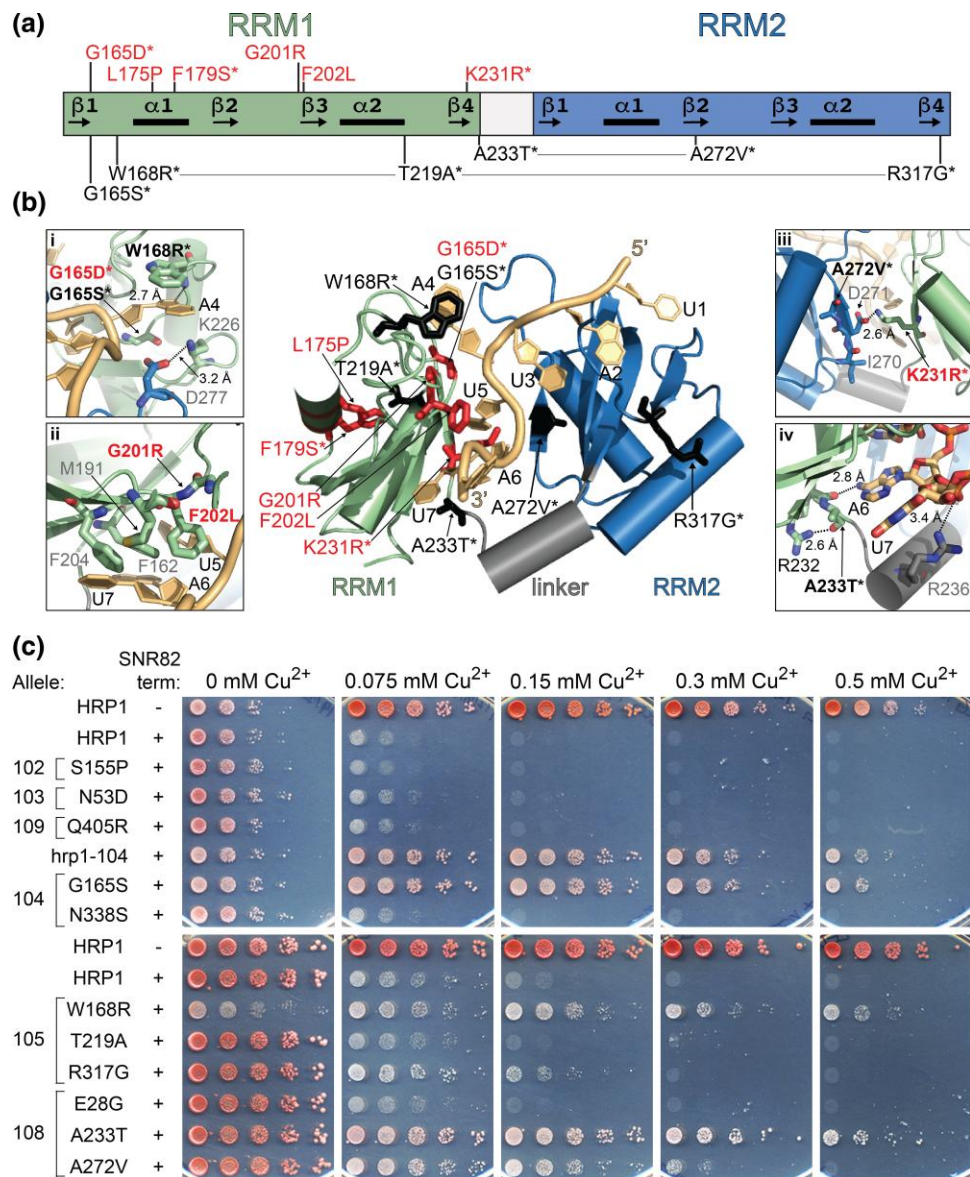 (a)
RRM1
RRM2
G165D*
L175P
F179S*
G201R
F202L
K231R*
β1
α1
β2
β3
α2
β4
β1
α1
β2
β3
α2
β4
G165S*
W168R*
T219A*
A233T*
A272V*
R317G*
(b)
i
W168R*
G165D*
G165S*
2.7 Å
A4
K226
3.2 Å
D277
ii
G201R
M191
F202L
F204
F162
U5
A6
U7
G165D*
G165S*
5'
W168R*
A4
U1
L175P
T219A*
U5
U3
A2
F179S*
G201R
F202L
A6
3'
A272V*
K231R*
U7
A233T*
R317G*
RRM1
linker
RRM2
iii
A272V*
D271
2.6 Å
I270
K231R*
iv
2.8 Å
A6
3.4 Å
U7
2.6 Å
R232
A233T*
R236
(c)
SNR82
Allele: term: 0 mM Cu²⁺ 0.075 mM Cu²⁺ 0.15 mM Cu²⁺ 0.3 mM Cu²⁺ 0.5 mM Cu²⁺
HRP1 -
HRP1 +
102 S155P +
103 N53D +
109 Q405R +
hrp1-104 +
104 G165S +
N338S +
HRP1 -
HRP1 +
105 W168R +
T219A +
R317G +
108 E28G +
A233T +
A272V +